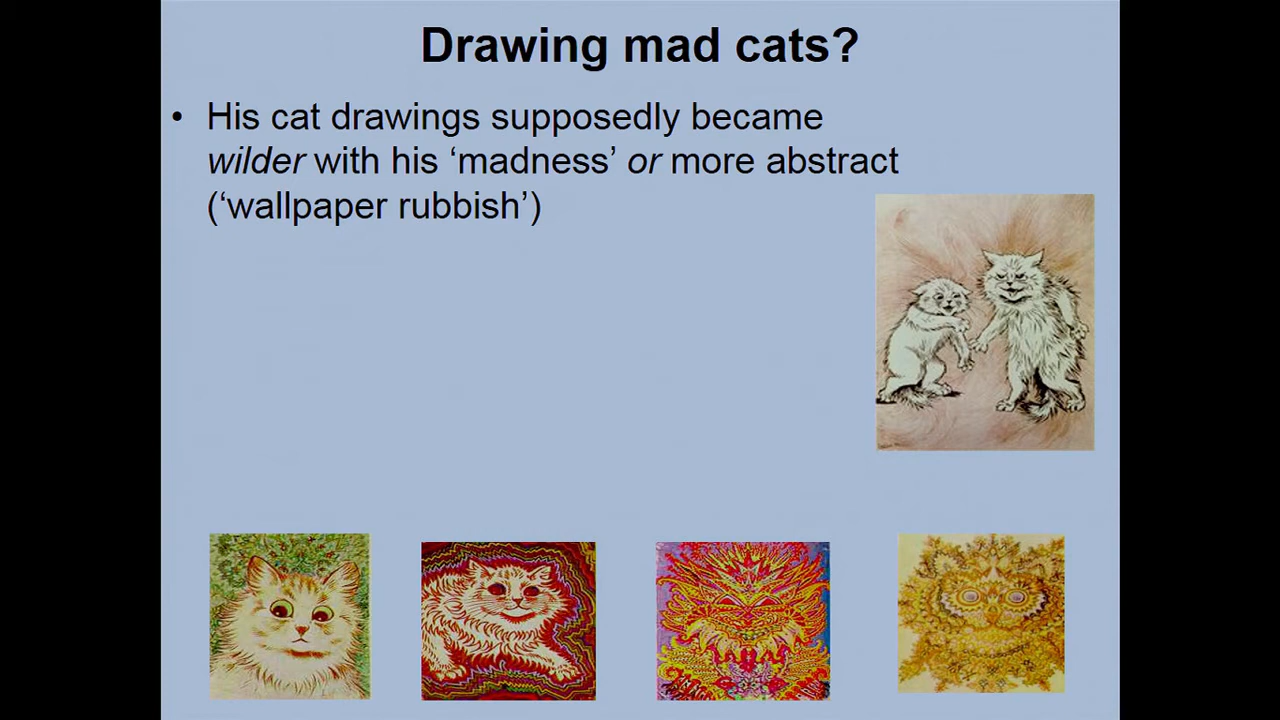 Drawing mad cats?
• His cat drawings supposedly became
wilder with his ‘madness’ or more abstract
(‘wallpaper rubbish’)